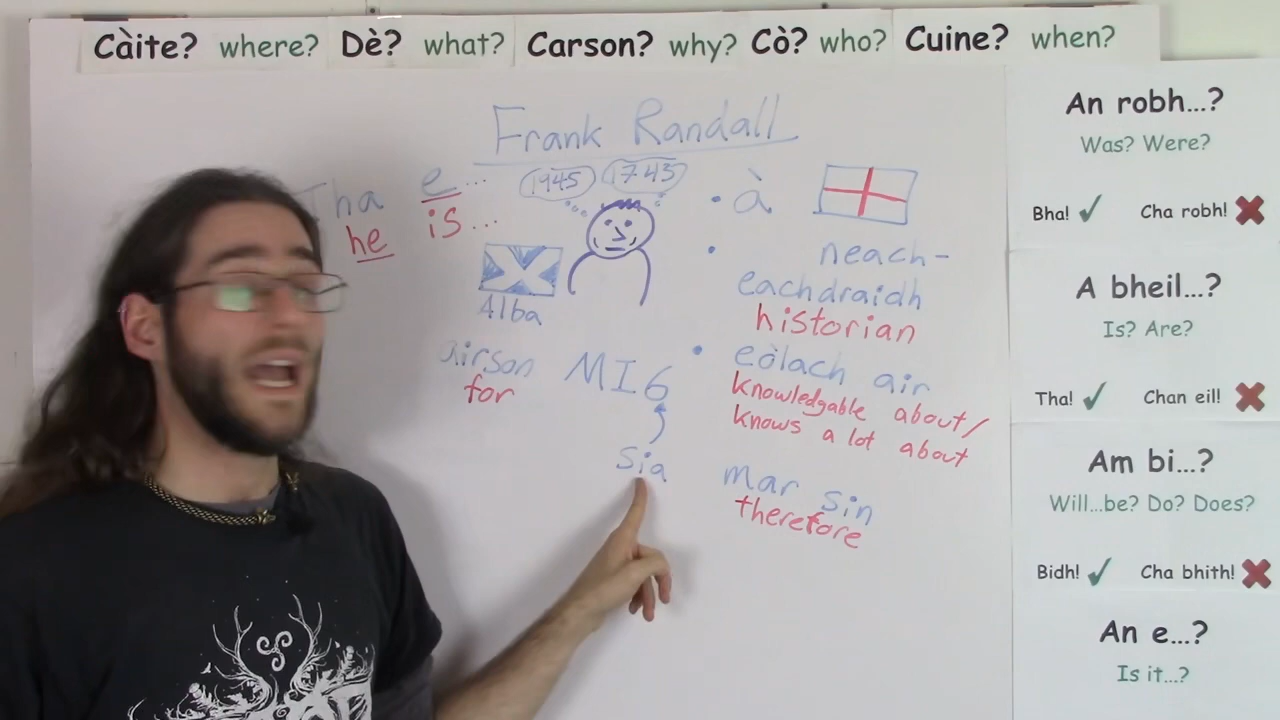 Càite? where? Dè? what? Carson? why? Cò? who? Cuine? when?
Frank Randall
Tha e...
he is...
1945 1743
Alba
airson MI6
for
sia
• à
• neach-
eachdraidh
historian
• eòlach air
knowledgable about/
knows a lot about
mar sin
therefore
An robh...?
Was? Were?
Bha! Cha robh!
A bheil...?
Is? Are?
Tha! Chan eil!
Am bi...?
Will...be? Do? Does?
Bidh! Cha bhith!
An e...?
Is it...?